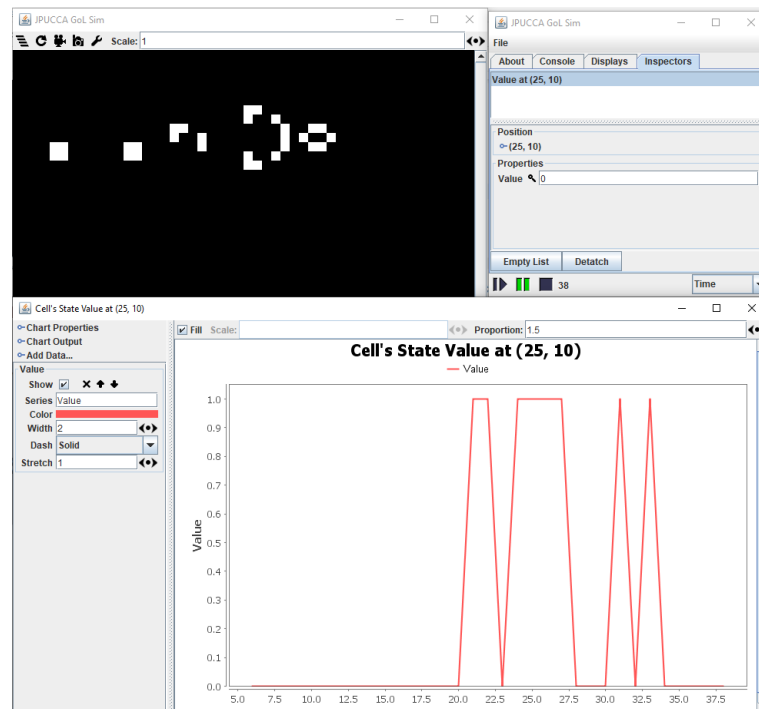 JPUCCA GoL Sim
Scale: 1
JPUCCA GoL Sim
File
About Console Displays Inspectors
Value at (25, 10)
Position
(25, 10)
Properties
Value 0
Empty List Detatch
38 Time
Cell's State Value at (25, 10)
Chart Properties
Chart Output
Add Data...
Value
Show
Series Value
Color
Width 2
Dash Solid
Stretch 1
Fill Scale: Proportion: 1.5
Cell's State Value at (25, 10)
Value
1.0
0.9
0.8
0.7
0.6
0.5
0.4
0.3
0.2
0.1
0.0
Value
5.0 7.5 10.0 12.5 15.0 17.5 20.0 22.5 25.0 27.5 30.0 32.5 35.0 37.5